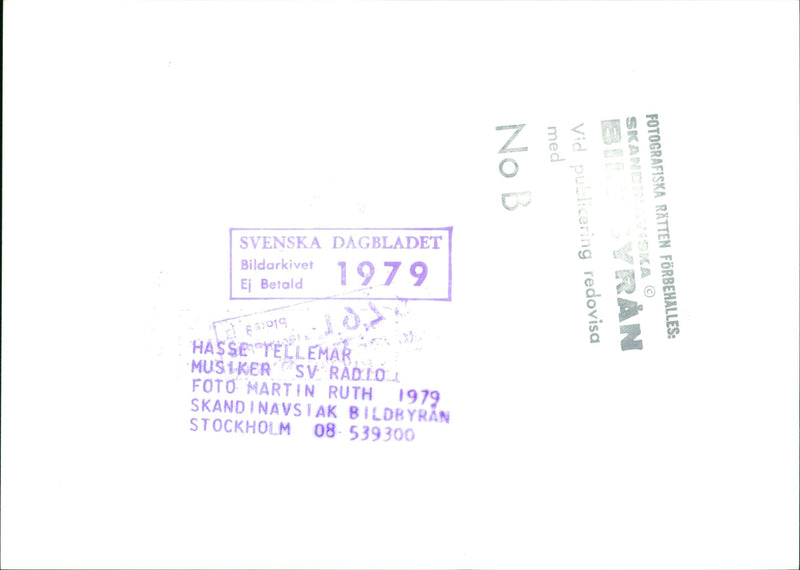 SVENSKA DAGBLADET
Bildarkivet
Ej Betald
1979
HASSE TELLEMAR
MUSIKER SV RADIO
FOTO MARTIN RUTH 1979
SKANDINAVSIAK BILDBYRÅN
STOCKHOLM 08-539300
FOTOGRAFISKA RÄTTEN FÖRBEHÅLLES:
SKANDINAVISKA ©
BILDBYRÅN
Vid publicering redovisa
med
No B